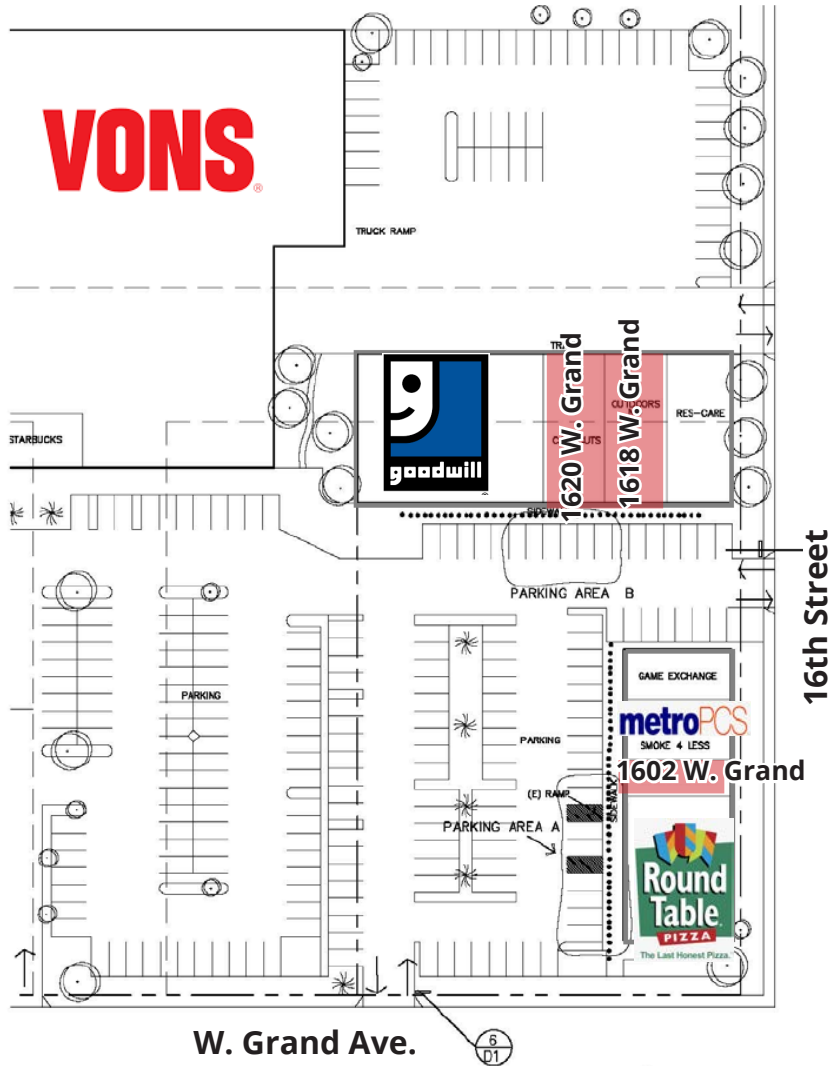 VONS
®
TRUCK RAMP
1620 W. Grand
1618 W. Grand
OUTDOORS
RES-CARE
STARBUCKS
goodwill
PARKING AREA B
16th Street
PARKING
GAME EXCHANGE
metroPCS
PARKING
SMOKE 4 LESS
1602 W. Grand
(E) RAMP
SIDEWALK
PARKING AREA A
Round
Table
PIZZA
The Last Honest Pizza.
W. Grand Ave.
6
D1